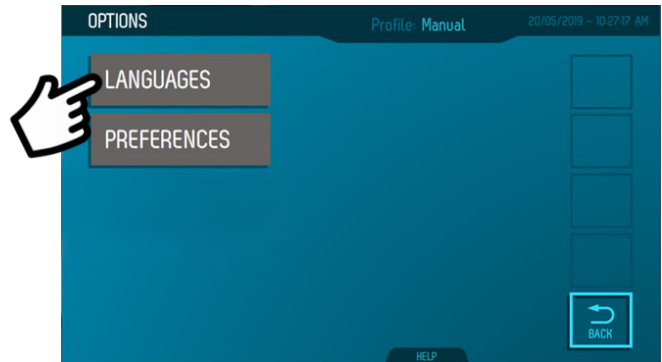 OPTIONS
Profile: Manual
20/05/2019 - 10:27:17 AM
LANGUAGES
PREFERENCES
BACK
HELP